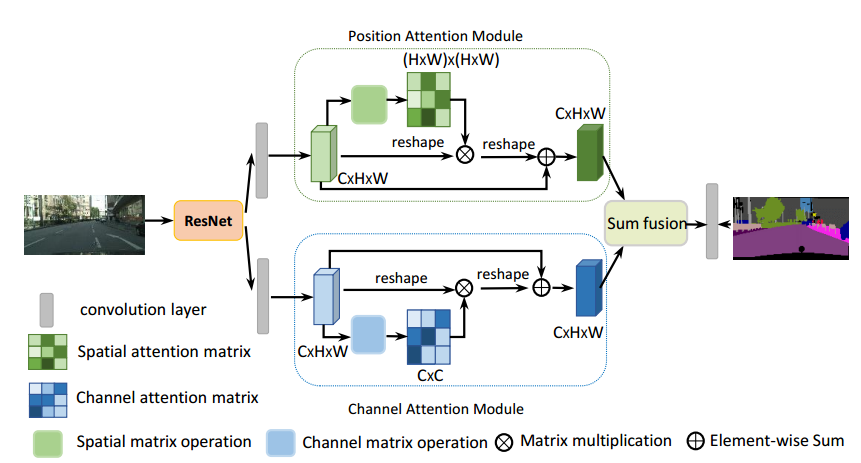 Position Attention Module
(HxW)x(HxW)
CxHxW
reshape
reshape
CxHxW
ResNet
Sum fusion
reshape
reshape
CxHxW
CxHxW
CxC
Channel Attention Module
convolution layer
Spatial attention matrix
Channel attention matrix
Spatial matrix operation
Channel matrix operation
Matrix multiplication
Element-wise Sum